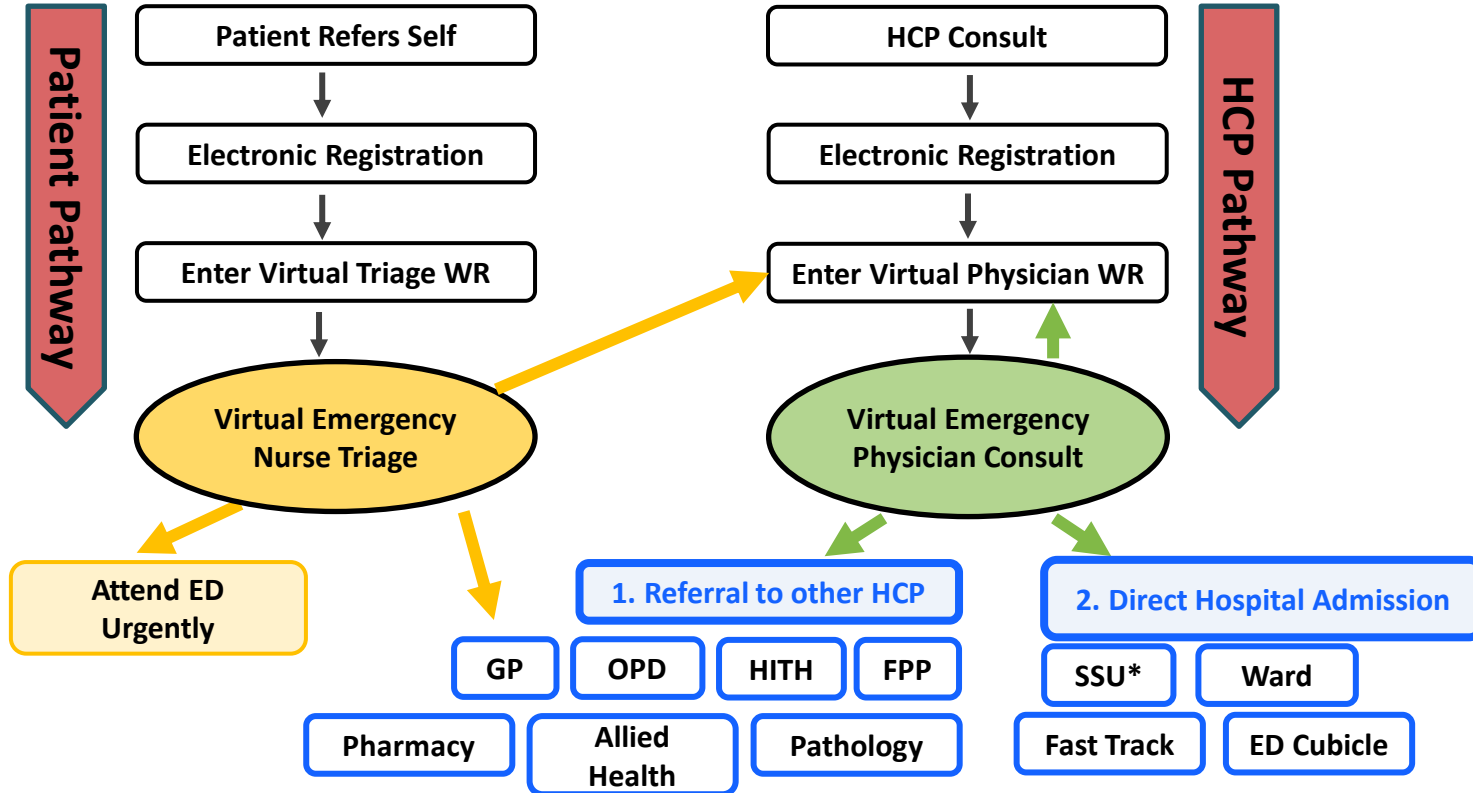 Patient Pathway
Patient Refers Self
Electronic Registration
Enter Virtual Triage WR
Virtual Emergency
Nurse Triage
HCP Consult
Electronic Registration
Enter Virtual Physician WR
Virtual Emergency
Physician Consult
HCP Pathway
Attend ED
Urgently
1. Referral to other HCP
GP
OPD
HITH
FPP
Pharmacy
Allied
Health
Pathology
2. Direct Hospital Admission
SSU*
Ward
Fast Track
ED Cubicle